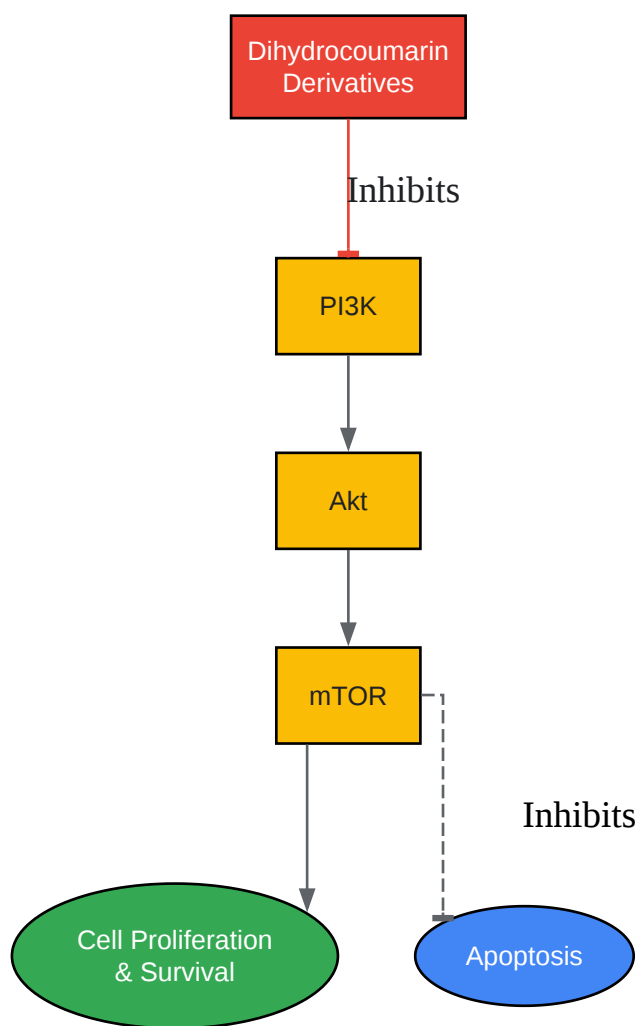 Dihydrocoumarin
Derivatives
Inhibits
PI3K
Akt
mTOR
Inhibits
Cell Proliferation
& Survival
Apoptosis